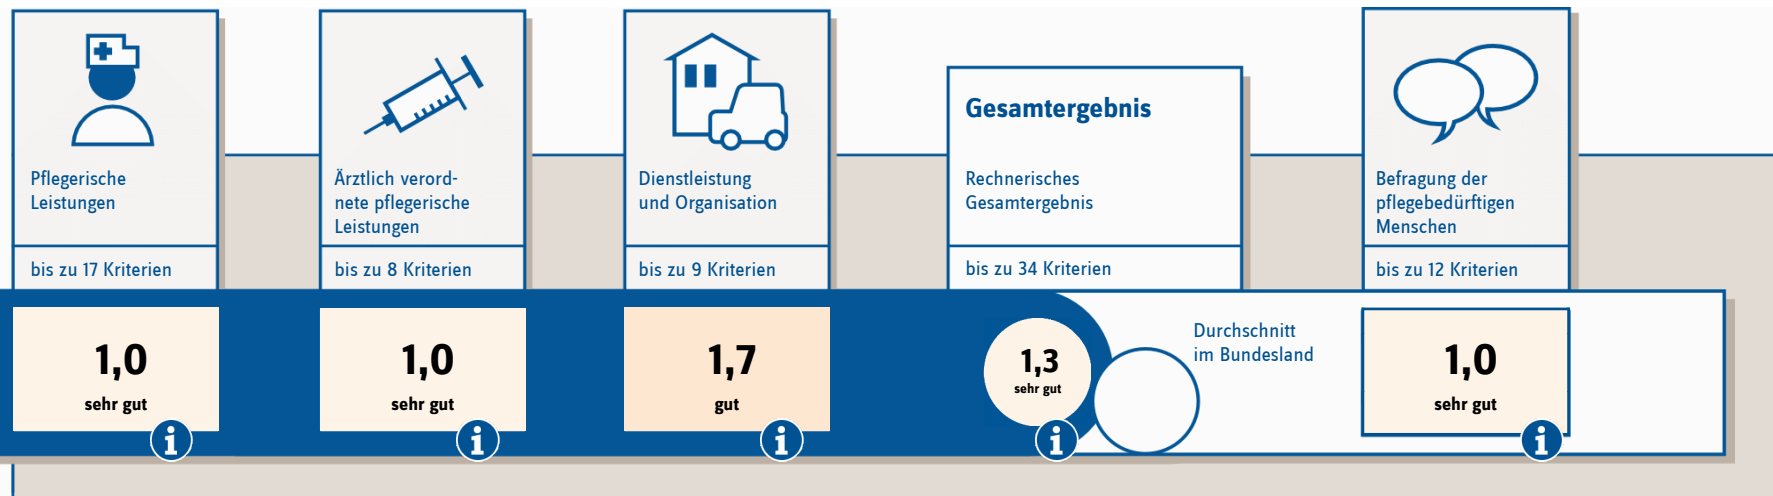 Pflegerische
Leistungen
bis zu 17 Kriterien
1,0
sehr gut
i
Ärztlich verord-
nete pflegerische
Leistungen
bis zu 8 Kriterien
1,0
sehr gut
i
Dienstleistung
und Organisation
bis zu 9 Kriterien
1,7
gut
i
Gesamtergebnis
Rechnerisches
Gesamtergebnis
bis zu 34 Kriterien
1,3
sehr gut
i
Durchschnitt
im Bundesland
Befragung der
pflegebedürftigen
Menschen
bis zu 12 Kriterien
1,0
sehr gut
i